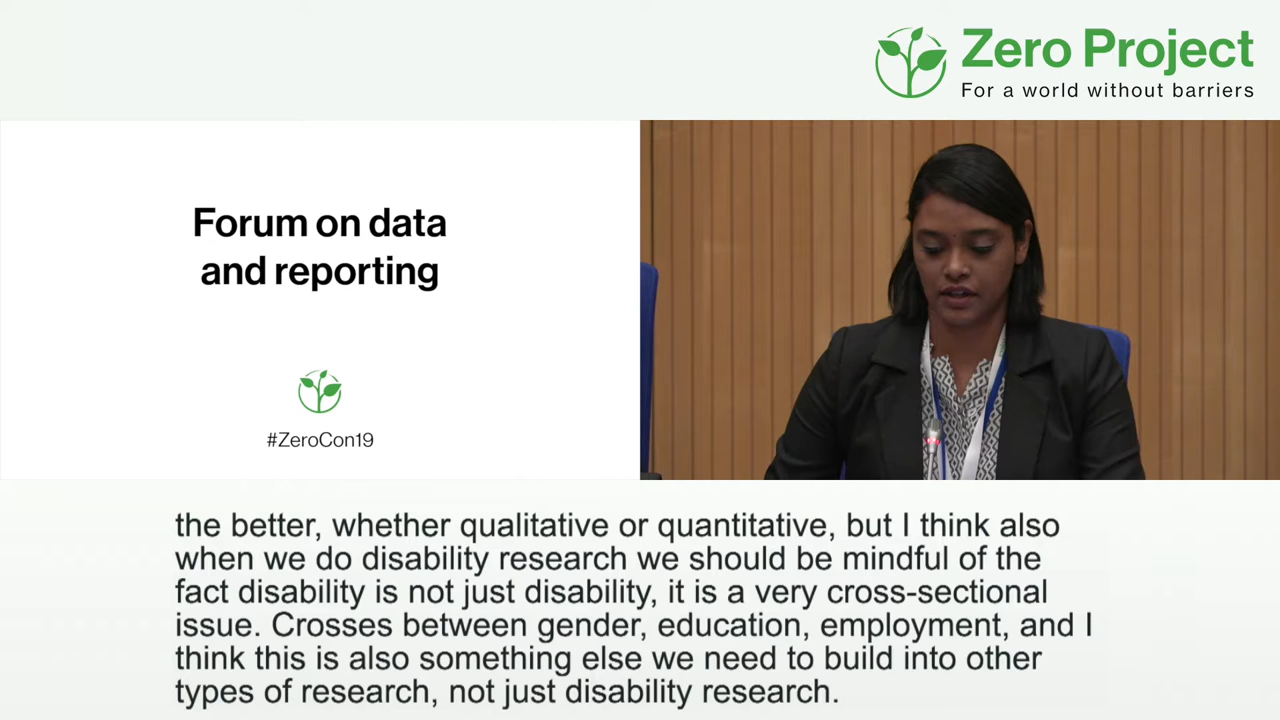 Zero Project
For a world without barriers
Forum on data
and reporting
#ZeroCon19
the better, whether qualitative or quantitative, but I think also
when we do disability research we should be mindful of the
fact disability is not just disability, it is a very cross-sectional
issue. Crosses between gender, education, employment, and I
think this is also something else we need to build into other
types of research, not just disability research.